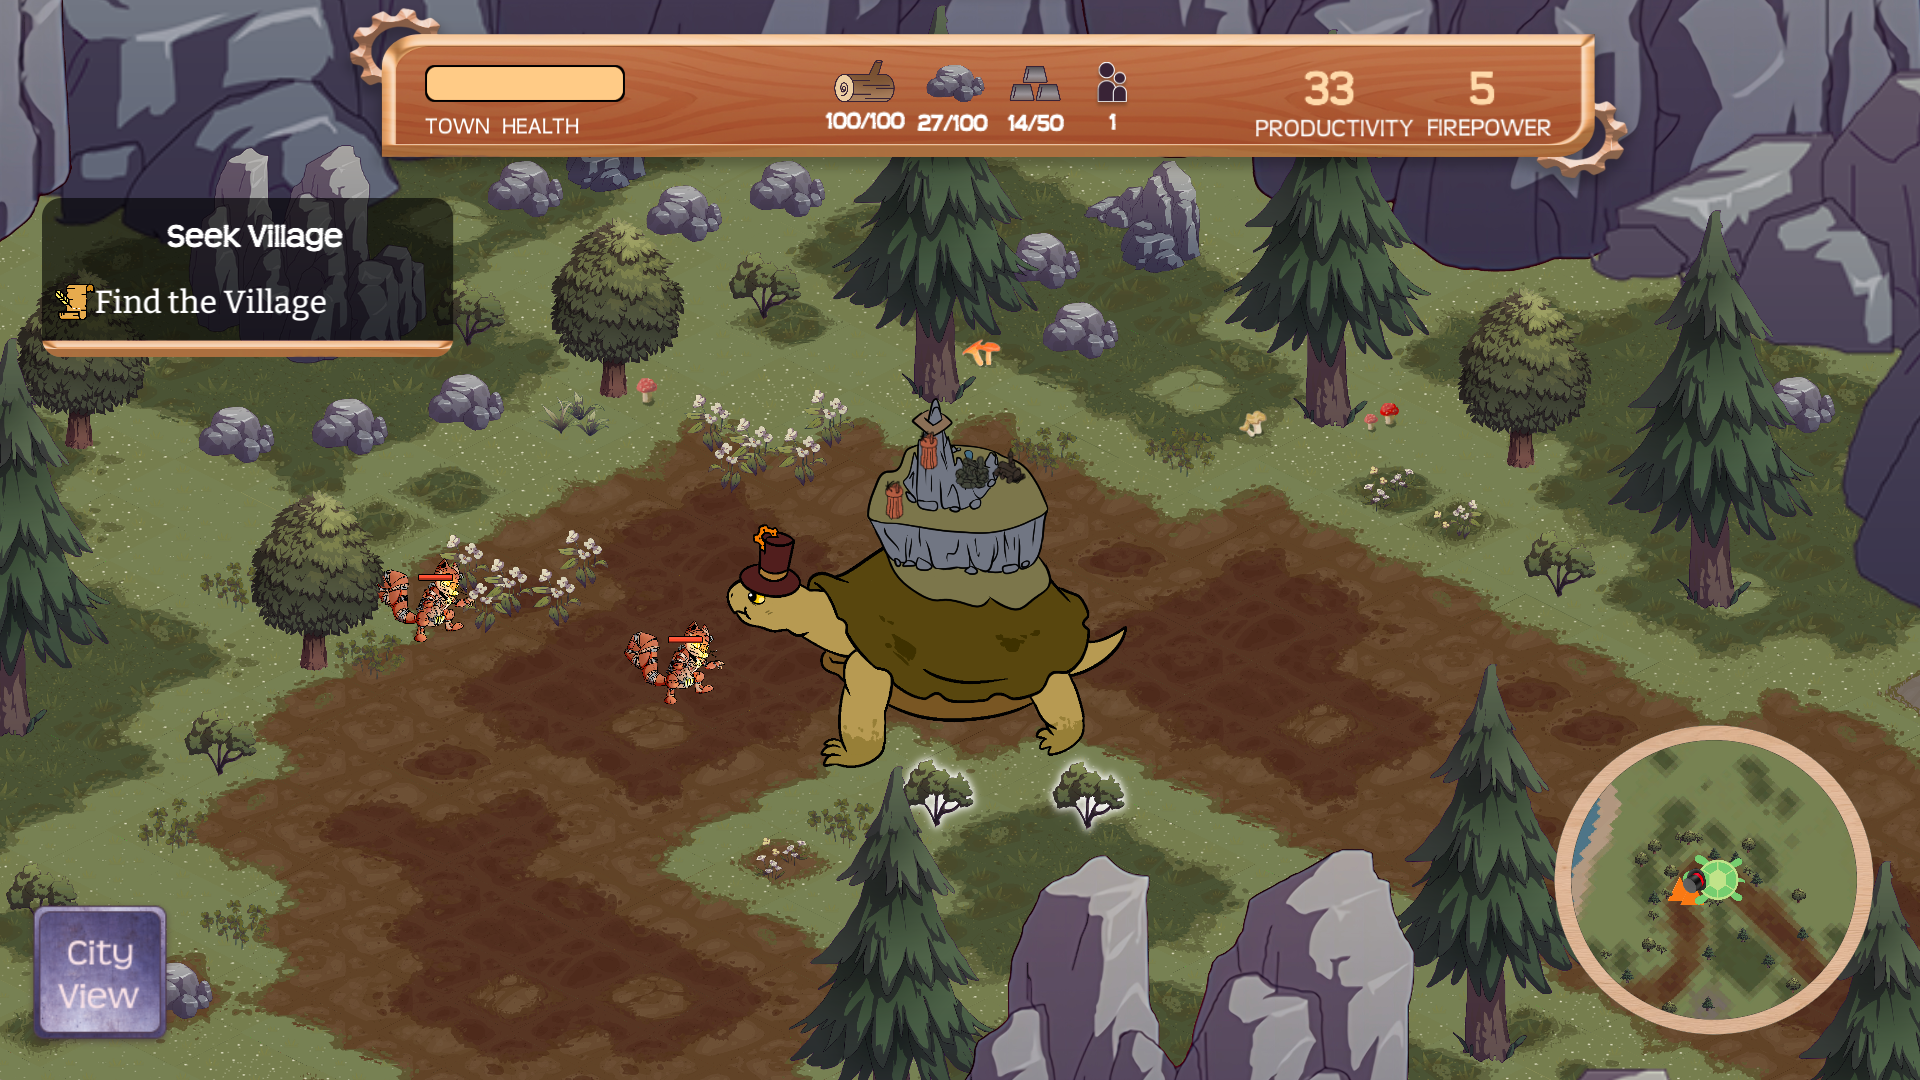 TOWN HEALTH
100/100 27/100 14/50 1
33 5
PRODUCTIVITY FIREPOWER
Seek Village
Find the Village
City
View